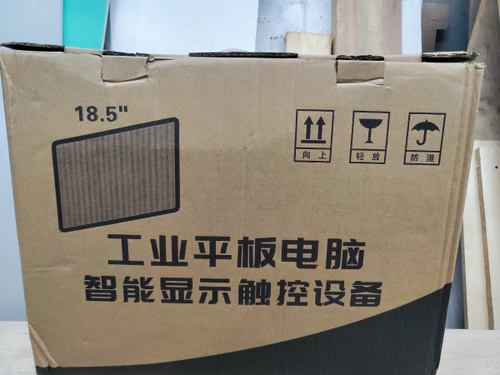 18.5"
向上 轻放 防湿
工业平板电脑
智能显示触控设备